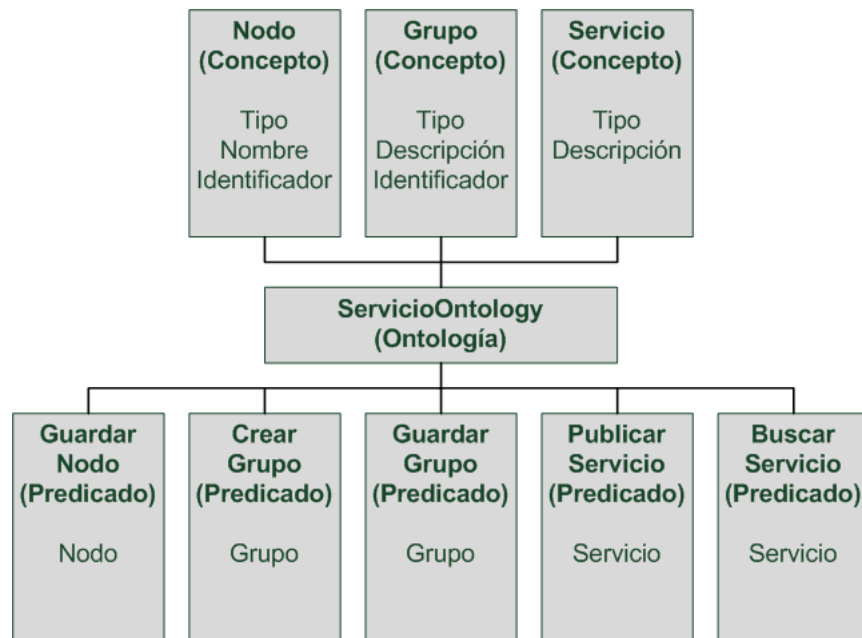 Nodo
(Concepto)
Tipo
Nombre
Identificador
Grupo
(Concepto)
Tipo
Descripción
Identificador
Servicio
(Concepto)
Tipo
Descripción
ServicioOntology
(Ontología)
Guardar
Nodo
(Predicado)
Nodo
Crear
Grupo
(Predicado)
Grupo
Guardar
Grupo
(Predicado)
Grupo
Publicar
Servicio
(Predicado)
Servicio
Buscar
Servicio
(Predicado)
Servicio